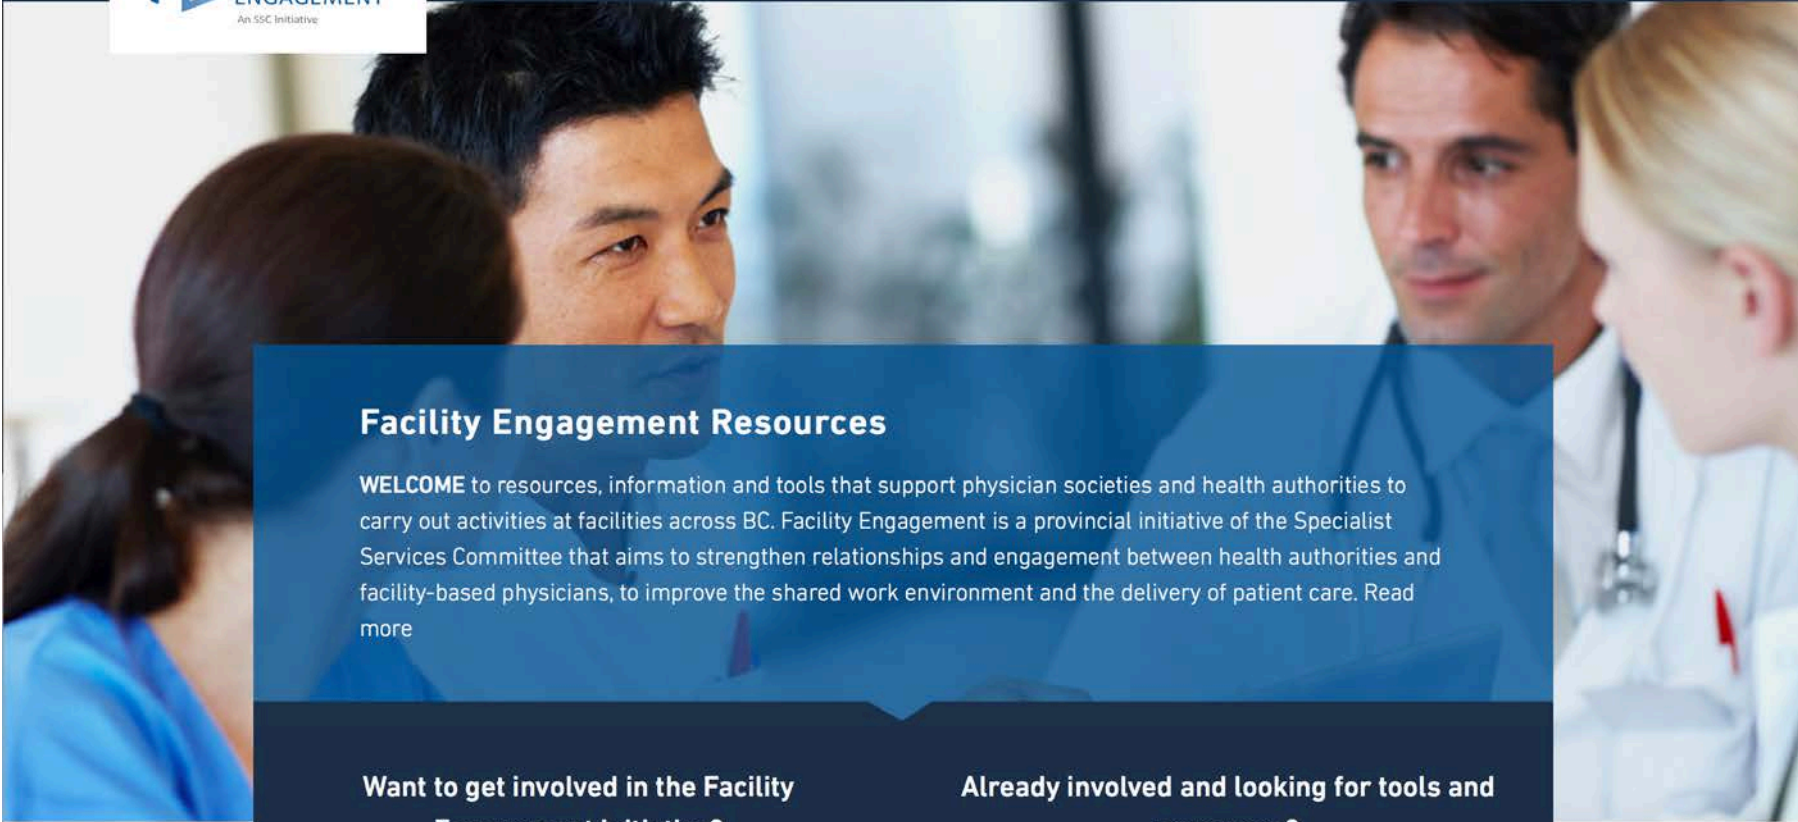 ENGAGEMENT
An SSC Initiative
Facility Engagement Resources
WELCOME to resources, information and tools that support physician societies and health authorities to
carry out activities at facilities across BC. Facility Engagement is a provincial initiative of the Specialist
Services Committee that aims to strengthen relationships and engagement between health authorities and
facility-based physicians, to improve the shared work environment and the delivery of patient care. Read
more
Want to get involved in the Facility
Already involved and looking for tools and